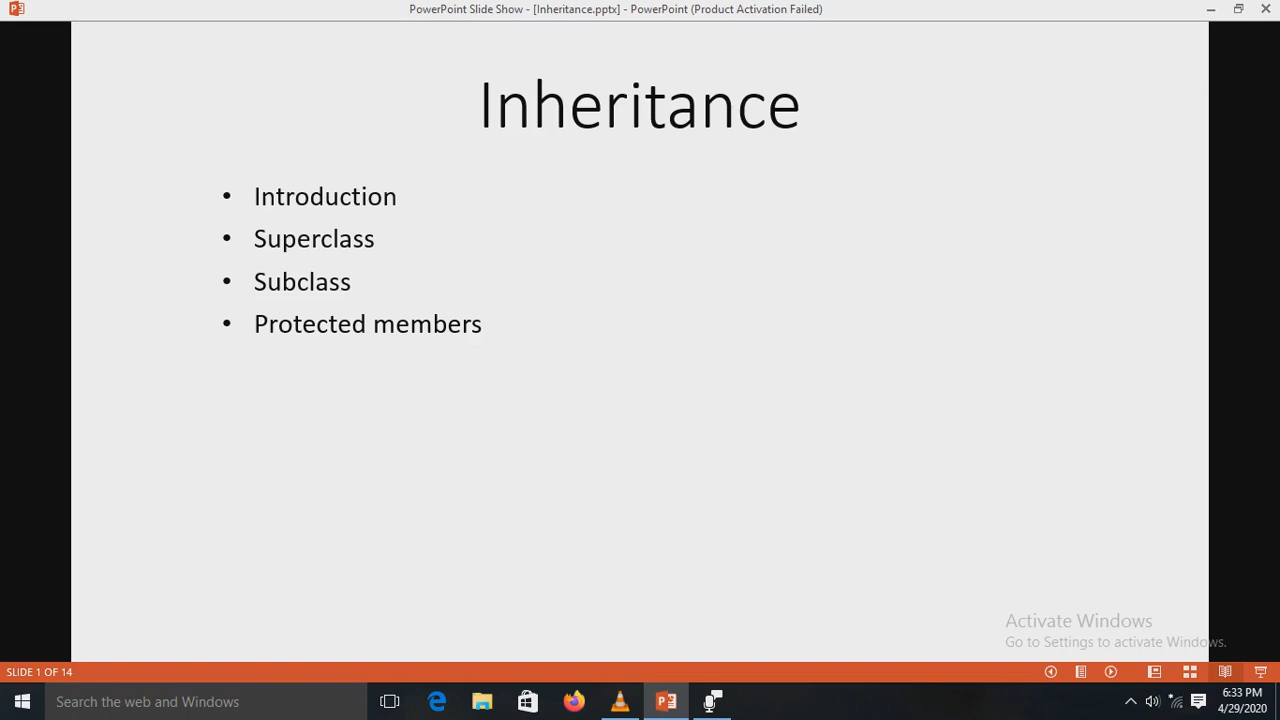 PowerPoint Slide Show - [Inheritance.pptx] - PowerPoint (Product Activation Failed)
Inheritance
• Introduction
• Superclass
• Subclass
• Protected members
Activate Windows
Go to Settings to activate Windows.
SLIDE 1 OF 14
Search the web and Windows
6:33 PM
4/29/2020